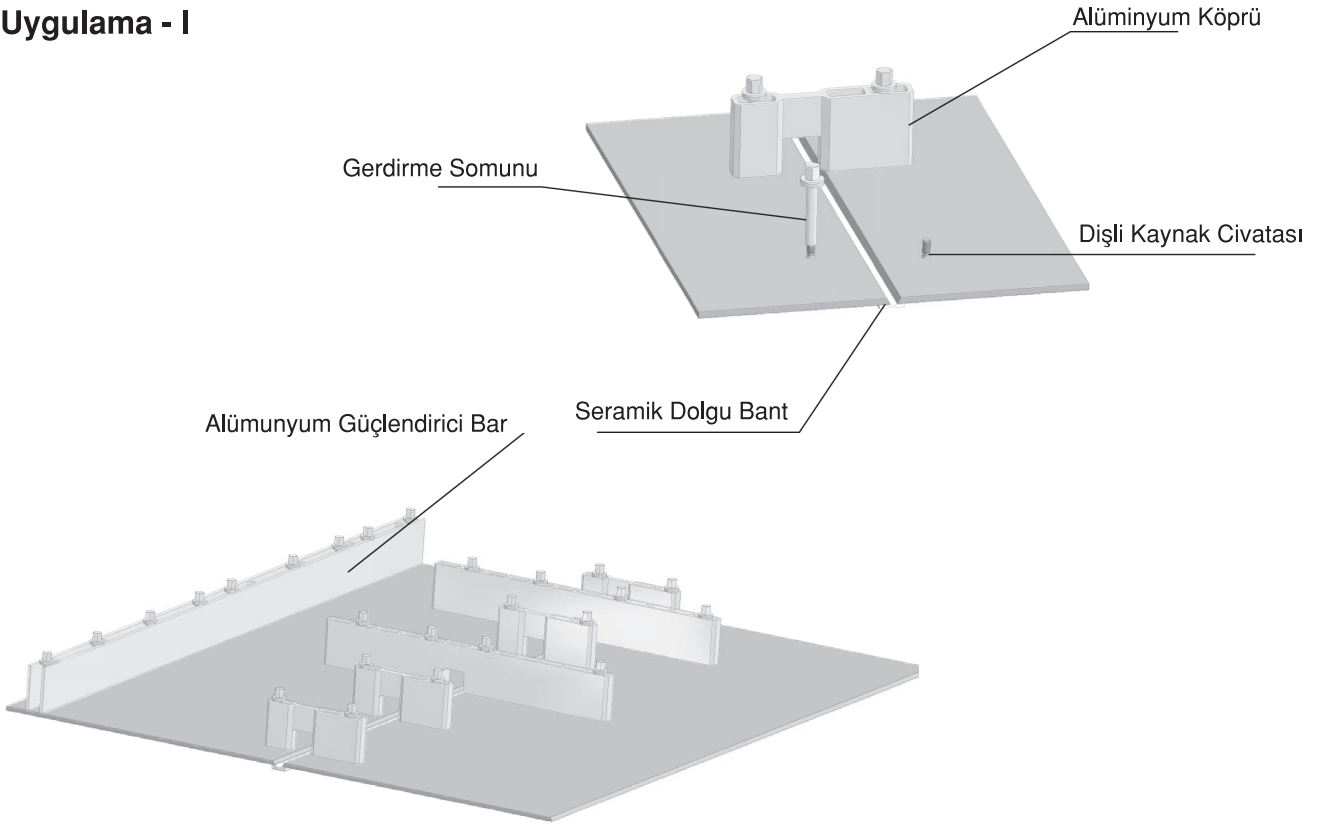 Uygulama - I
Alüminyum Köprü
Gerdirme Somunu
Dişli Kaynak Civatası
Seramik Dolgu Bant
Alümunyum Güçlendirici Bar